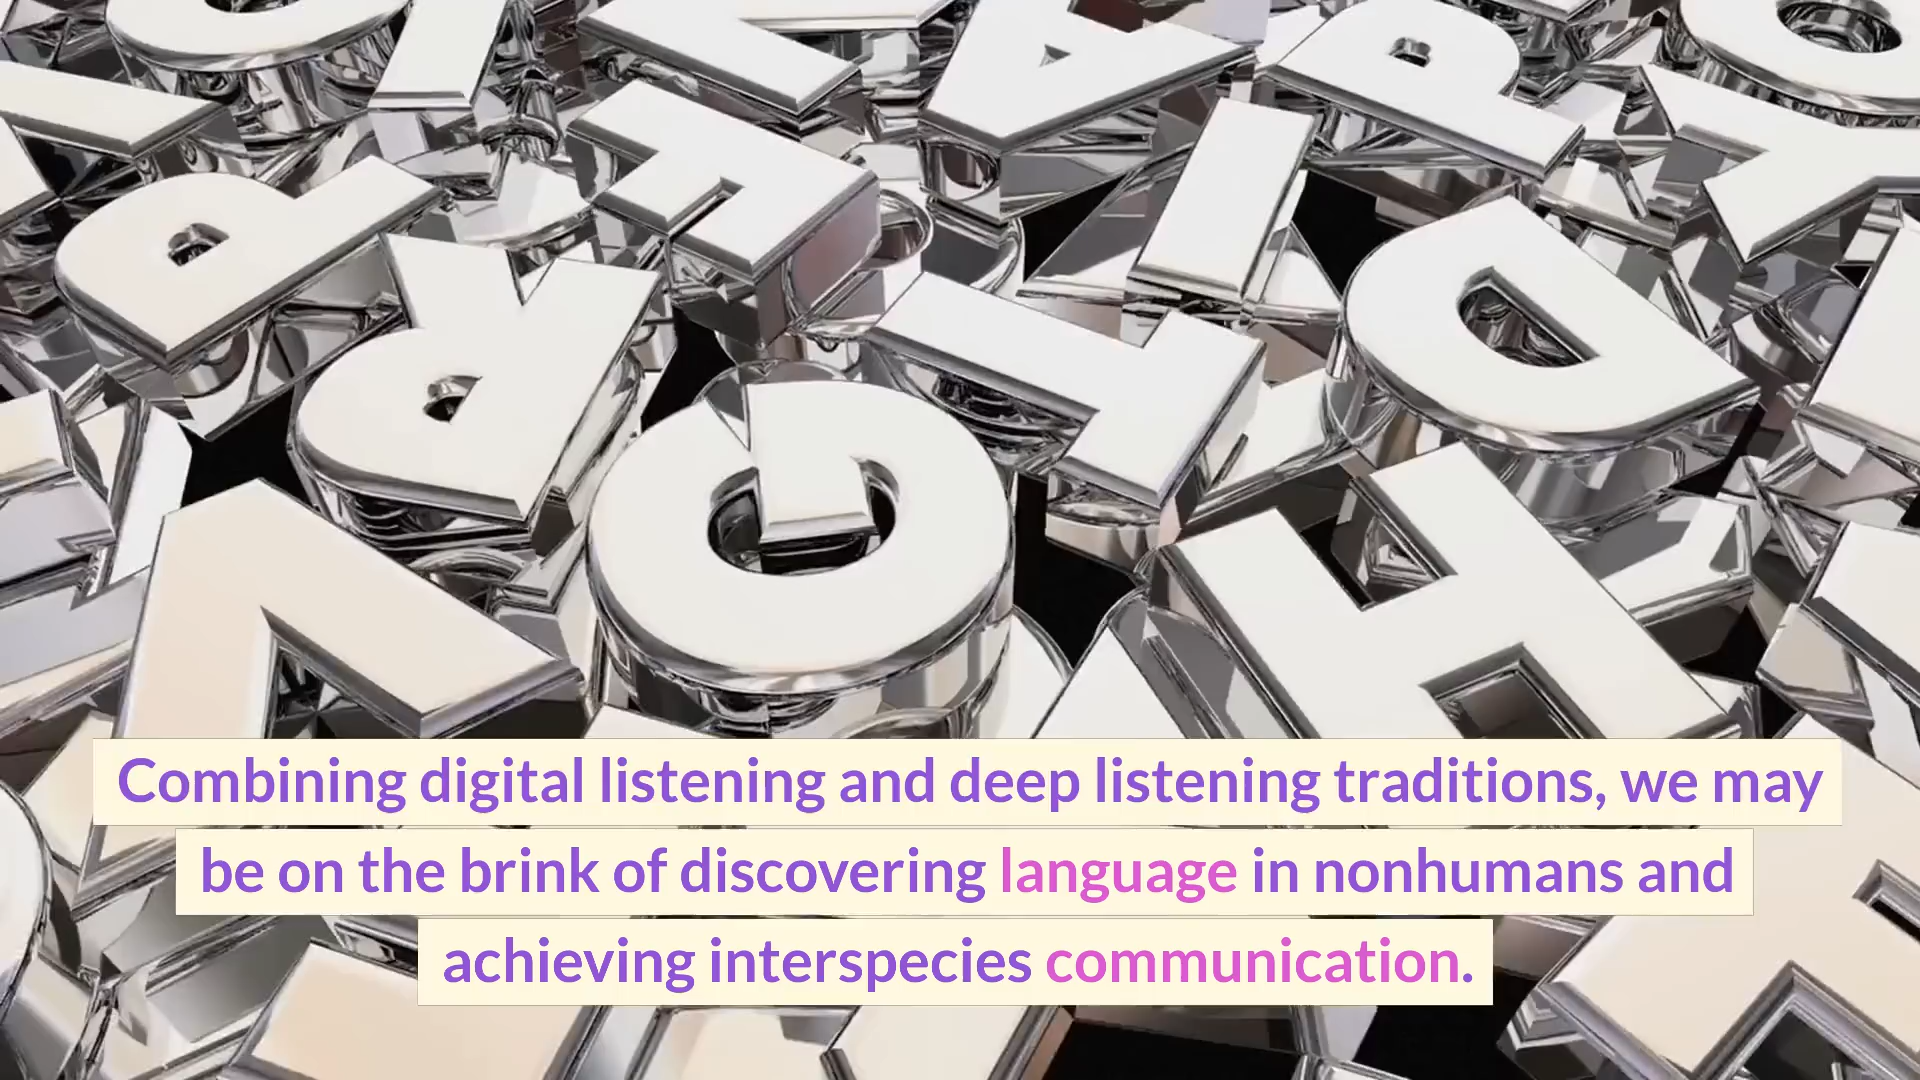 Combining digital listening and deep listening traditions, we may
be on the brink of discovering language in nonhumans and
achieving interspecies communication.